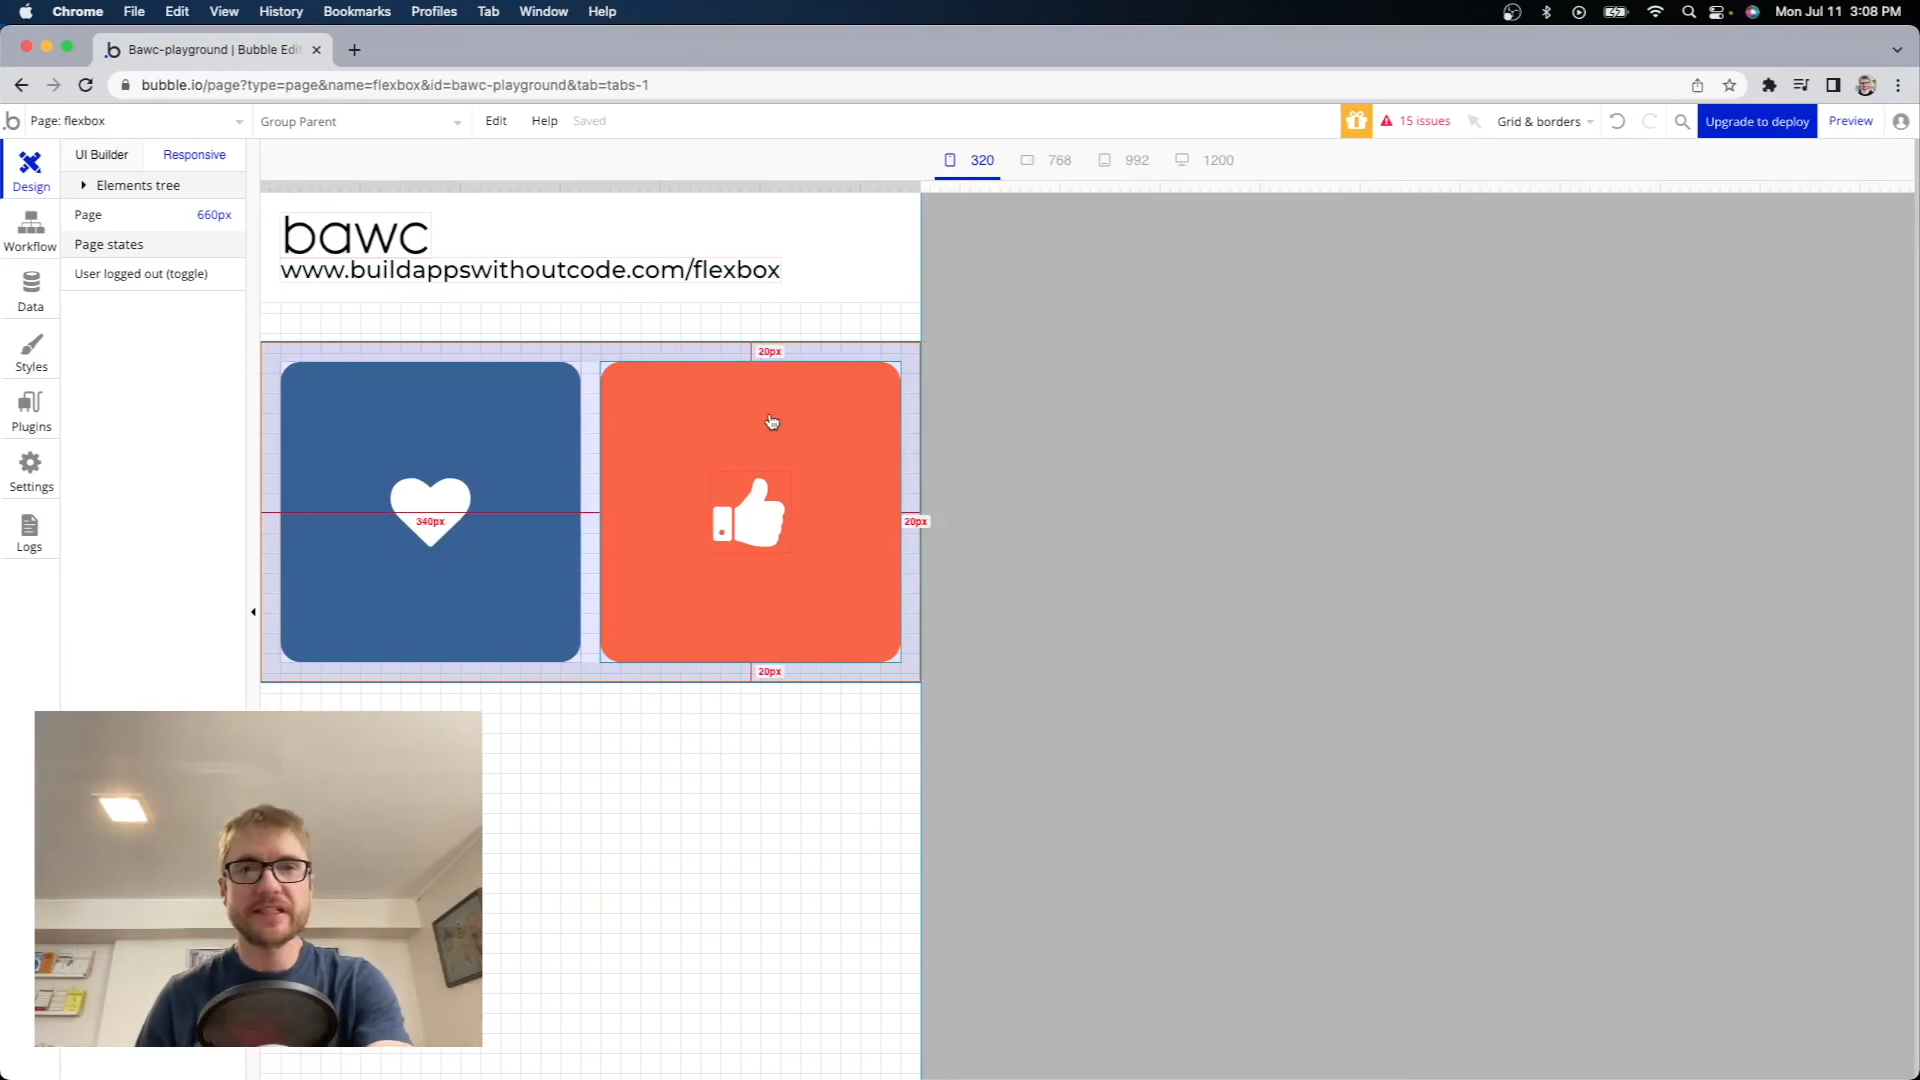 Chrome File Edit View History Bookmarks Profiles Tab Window Help Mon Jul 11 3:08 PM
Bawc-playground | Bubble Edit
bubble.io/page?type=page&name=flexbox&id=bawc-playground&tab=tabs-1
Page: flexbox Group Parent Edit Help Saved 15 issues Grid & borders Upgrade to deploy Preview
UI Builder Responsive 320 768 992 1200
Design
Elements tree
Page 660px
Page states
User logged out (toggle)
Workflow
Data
Styles
Plugins
Settings
Logs
bawc
www.buildappswithoutcode.com/flexbox
20px
340px
20px
20px